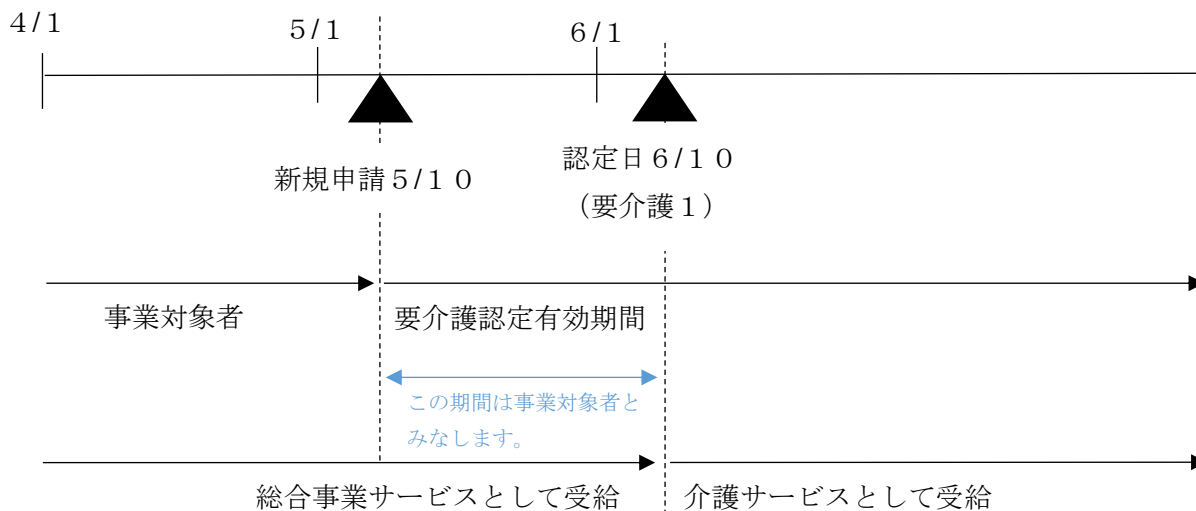 4/1
5/1
6/1
新規申請5/10
認定日6/10
（要介護1）
事業対象者
要介護認定有効期間
この期間は事業対象者と
みなします。
総合事業サービスとして受給
介護サービスとして受給